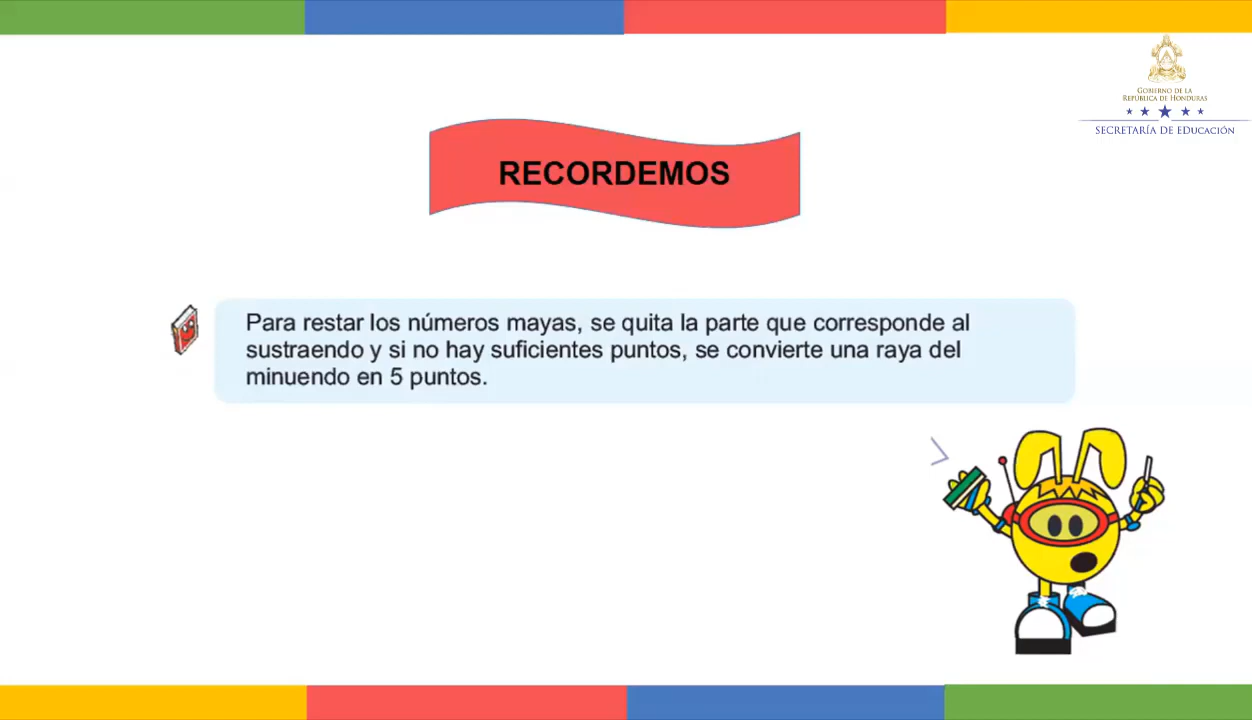 GOBIERNO DE LA
REPÚBLICA DE HONDURAS
SECRETARÍA DE EDUCACIÓN
RECORDEMOS
Para restar los números mayas, se quita la parte que corresponde al
sustraendo y si no hay suficientes puntos, se convierte una raya del
minuendo en 5 puntos.